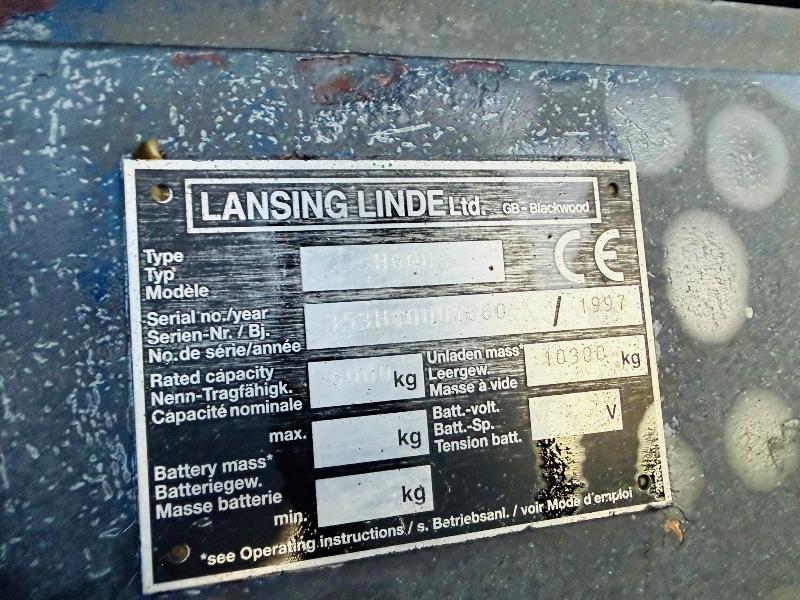 LANSING LINDE Ltd. GB-Blackwood
Type
Typ
Modèle
CE
Serial no./year
Serien-Nr. / Bj.
No.de série/année
/ 1997
Rated cápacity
Nenn-Tragfähigk.
Capacité nominale
6000 kg
Unladen mass*
Leergew.
Masse à vide
10300 kg
max. kg
Batt.-volt.
Batt.-Sp.
Tension batt.
V
Battery mass*
Batteriegew.
Masse batterie
min. kg
*see Operating instructions / s. Betriebsanl. / voir Mode d'emploi